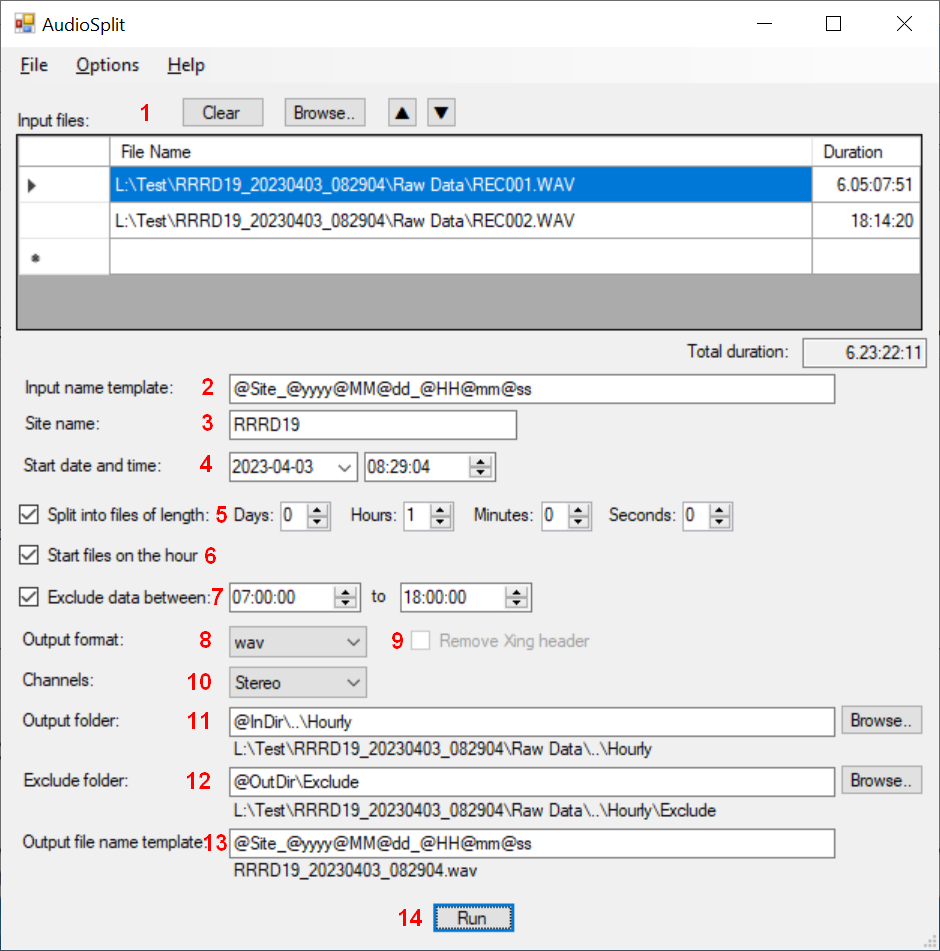 AudioSplit
File Options Help
Input files: 1 Clear Browse.. ▲ ▼
File Name Duration
L:\Test\RRRD19_20230403_082904\Raw Data\REC001.WAV 6.05:07:51
L:\Test\RRRD19_20230403_082904\Raw Data\REC002.WAV 18:14:20
Total duration: 6.23:22:11
Input name template: 2 @Site_@yyyy@MM@dd_@HH@mm@ss
Site name: 3 RRRD19
Start date and time: 4 2023-04-03 08:29:04
Split into files of length: 5 Days: 0 Hours: 1 Minutes: 0 Seconds: 0
Start files on the hour 6
Exclude data between: 7 07:00:00 to 18:00:00
Output format: 8 wav 9 Remove Xing header
Channels: 10 Stereo
Output folder: 11 @InDir\..\Hourly Browse..
L:\Test\RRRD19_20230403_082904\Raw Data\..\Hourly
Exclude folder: 12 @OutDir\Exclude Browse..
L:\Test\RRRD19_20230403_082904\Raw Data\..\Hourly\Exclude
Output file name template: 13 @Site_@yyyy@MM@dd_@HH@mm@ss
RRRD19_20230403_082904.wav
14 Run